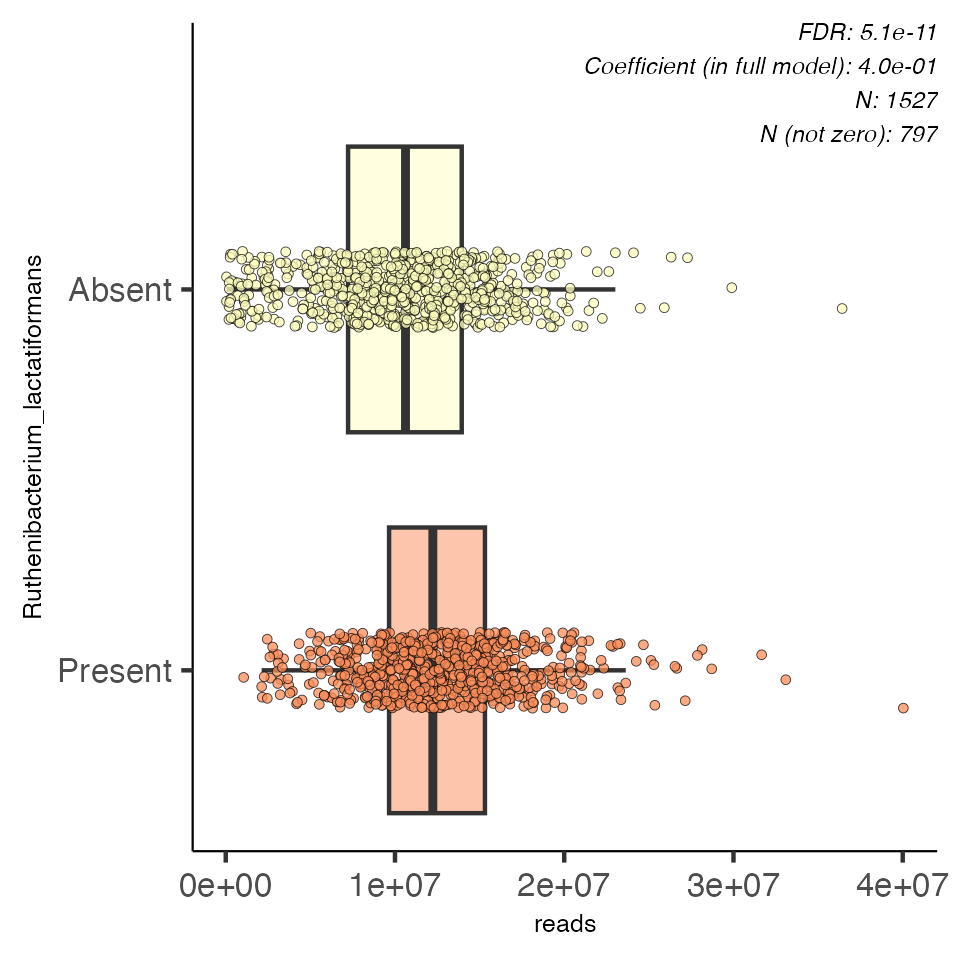 FDR: 5.1e-11
Coefficient (in full model): 4.0e-01
N: 1527
N (not zero): 797
Ruthenibacterium_lactatiformans
Absent
Present
0e+00 1e+07 2e+07 3e+07 4e+07
reads